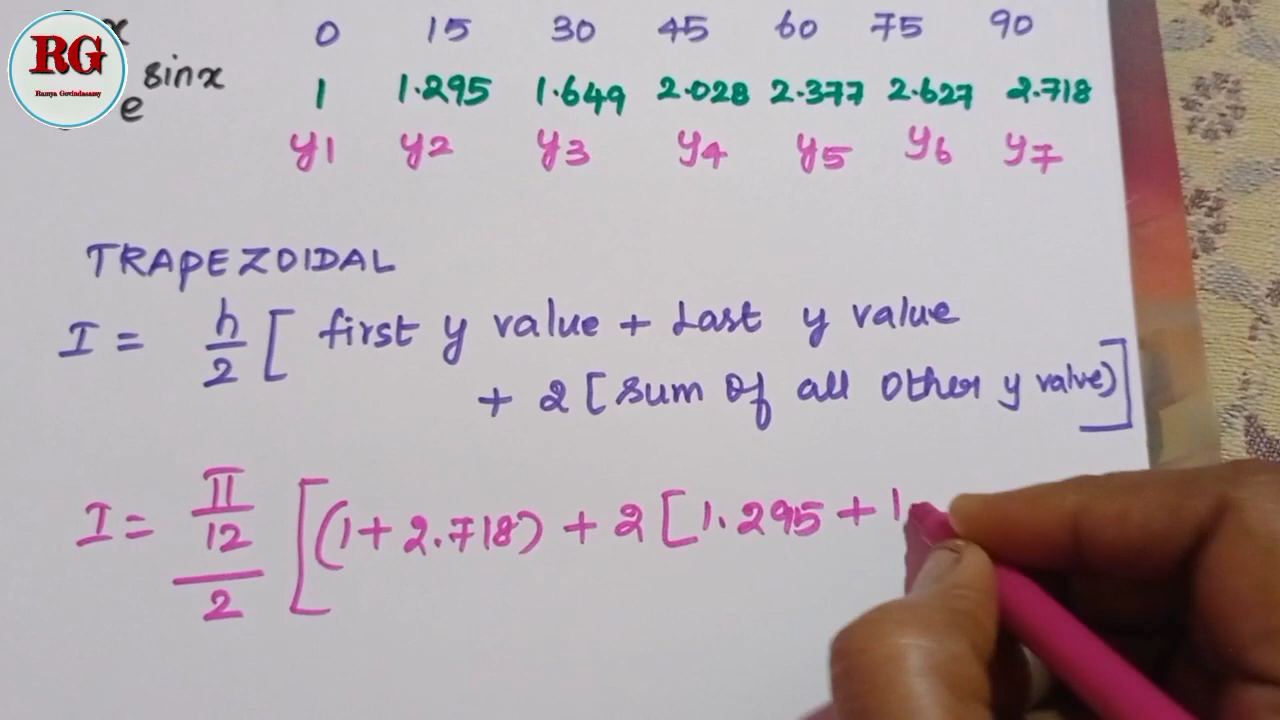 RG
Ramya Govindasamy
x 0 15 30 45 60 75 90
e^sinx 1 1.295 1.649 2.028 2.377 2.627 2.718
y1 y2 y3 y4 y5 y6 y7
TRAPEZOIDAL
I = h/2 [ first y value + Last y value
+ 2 [sum of all other y value)]
I = π/12/2 [(1+2.718) + 2 [1.295 + 1.